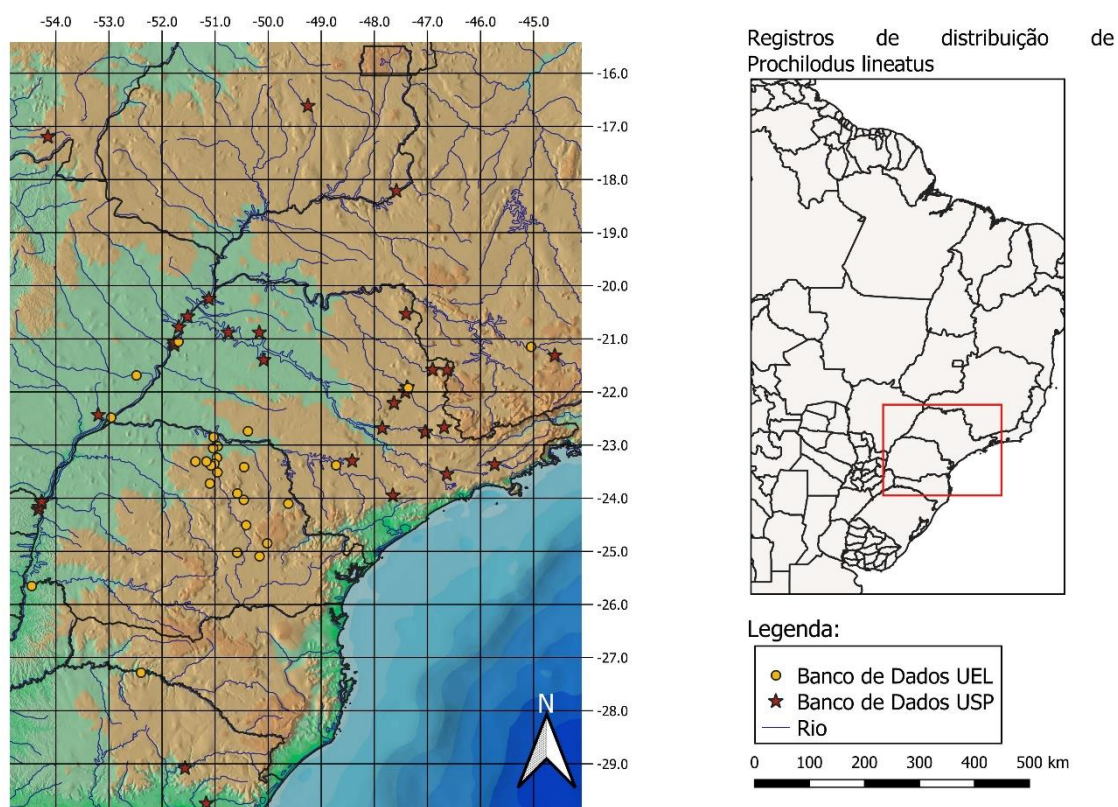 -54.0 -53.0 -52.0 -51.0 -50.0 -49.0 -48.0 -47.0 -46.0 -45.0
-16.0
-17.0
-18.0
-19.0
-20.0
-21.0
-22.0
-23.0
-24.0
-25.0
-26.0
-27.0
-28.0
-29.0
N
Registros de distribuição de
Prochilodus lineatus
Legenda:
Banco de Dados UEL
Banco de Dados USP
Rio
0 100 200 300 400 500 km